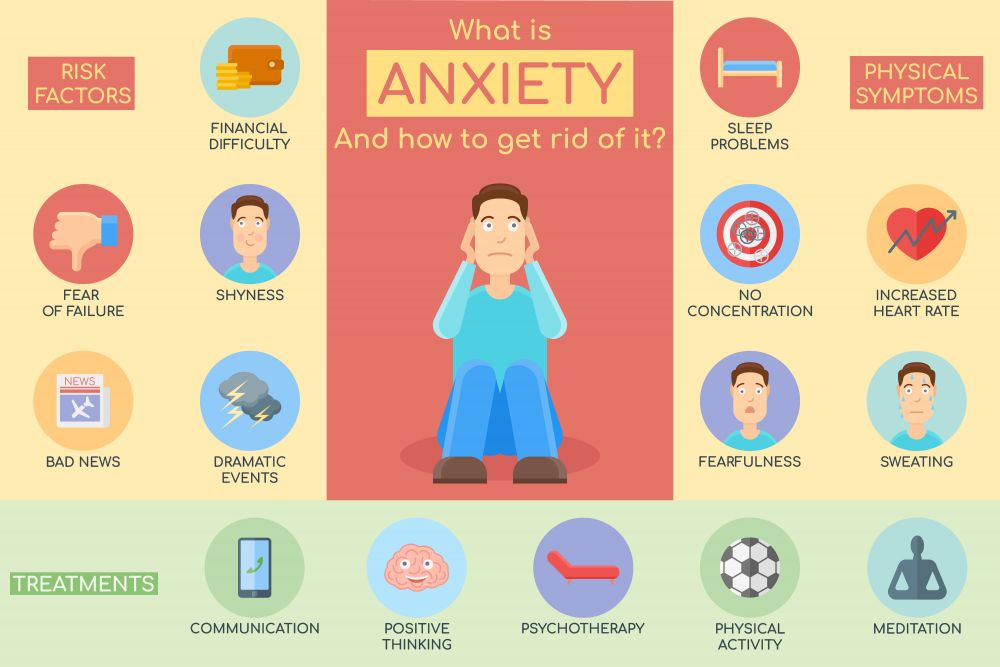 What is
ANXIETY
And how to get rid of it?
RISK
FACTORS
FINANCIAL
DIFFICULTY
FEAR
OF FAILURE
SHYNESS
NEWS
BAD NEWS
DRAMATIC
EVENTS
PHYSICAL
SYMPTOMS
SLEEP
PROBLEMS
NO
CONCENTRATION
INCREASED
HEART RATE
FEARFULNESS
SWEATING
TREATMENTS
COMMUNICATION
POSITIVE
THINKING
PSYCHOTHERAPY
PHYSICAL
ACTIVITY
MEDITATION